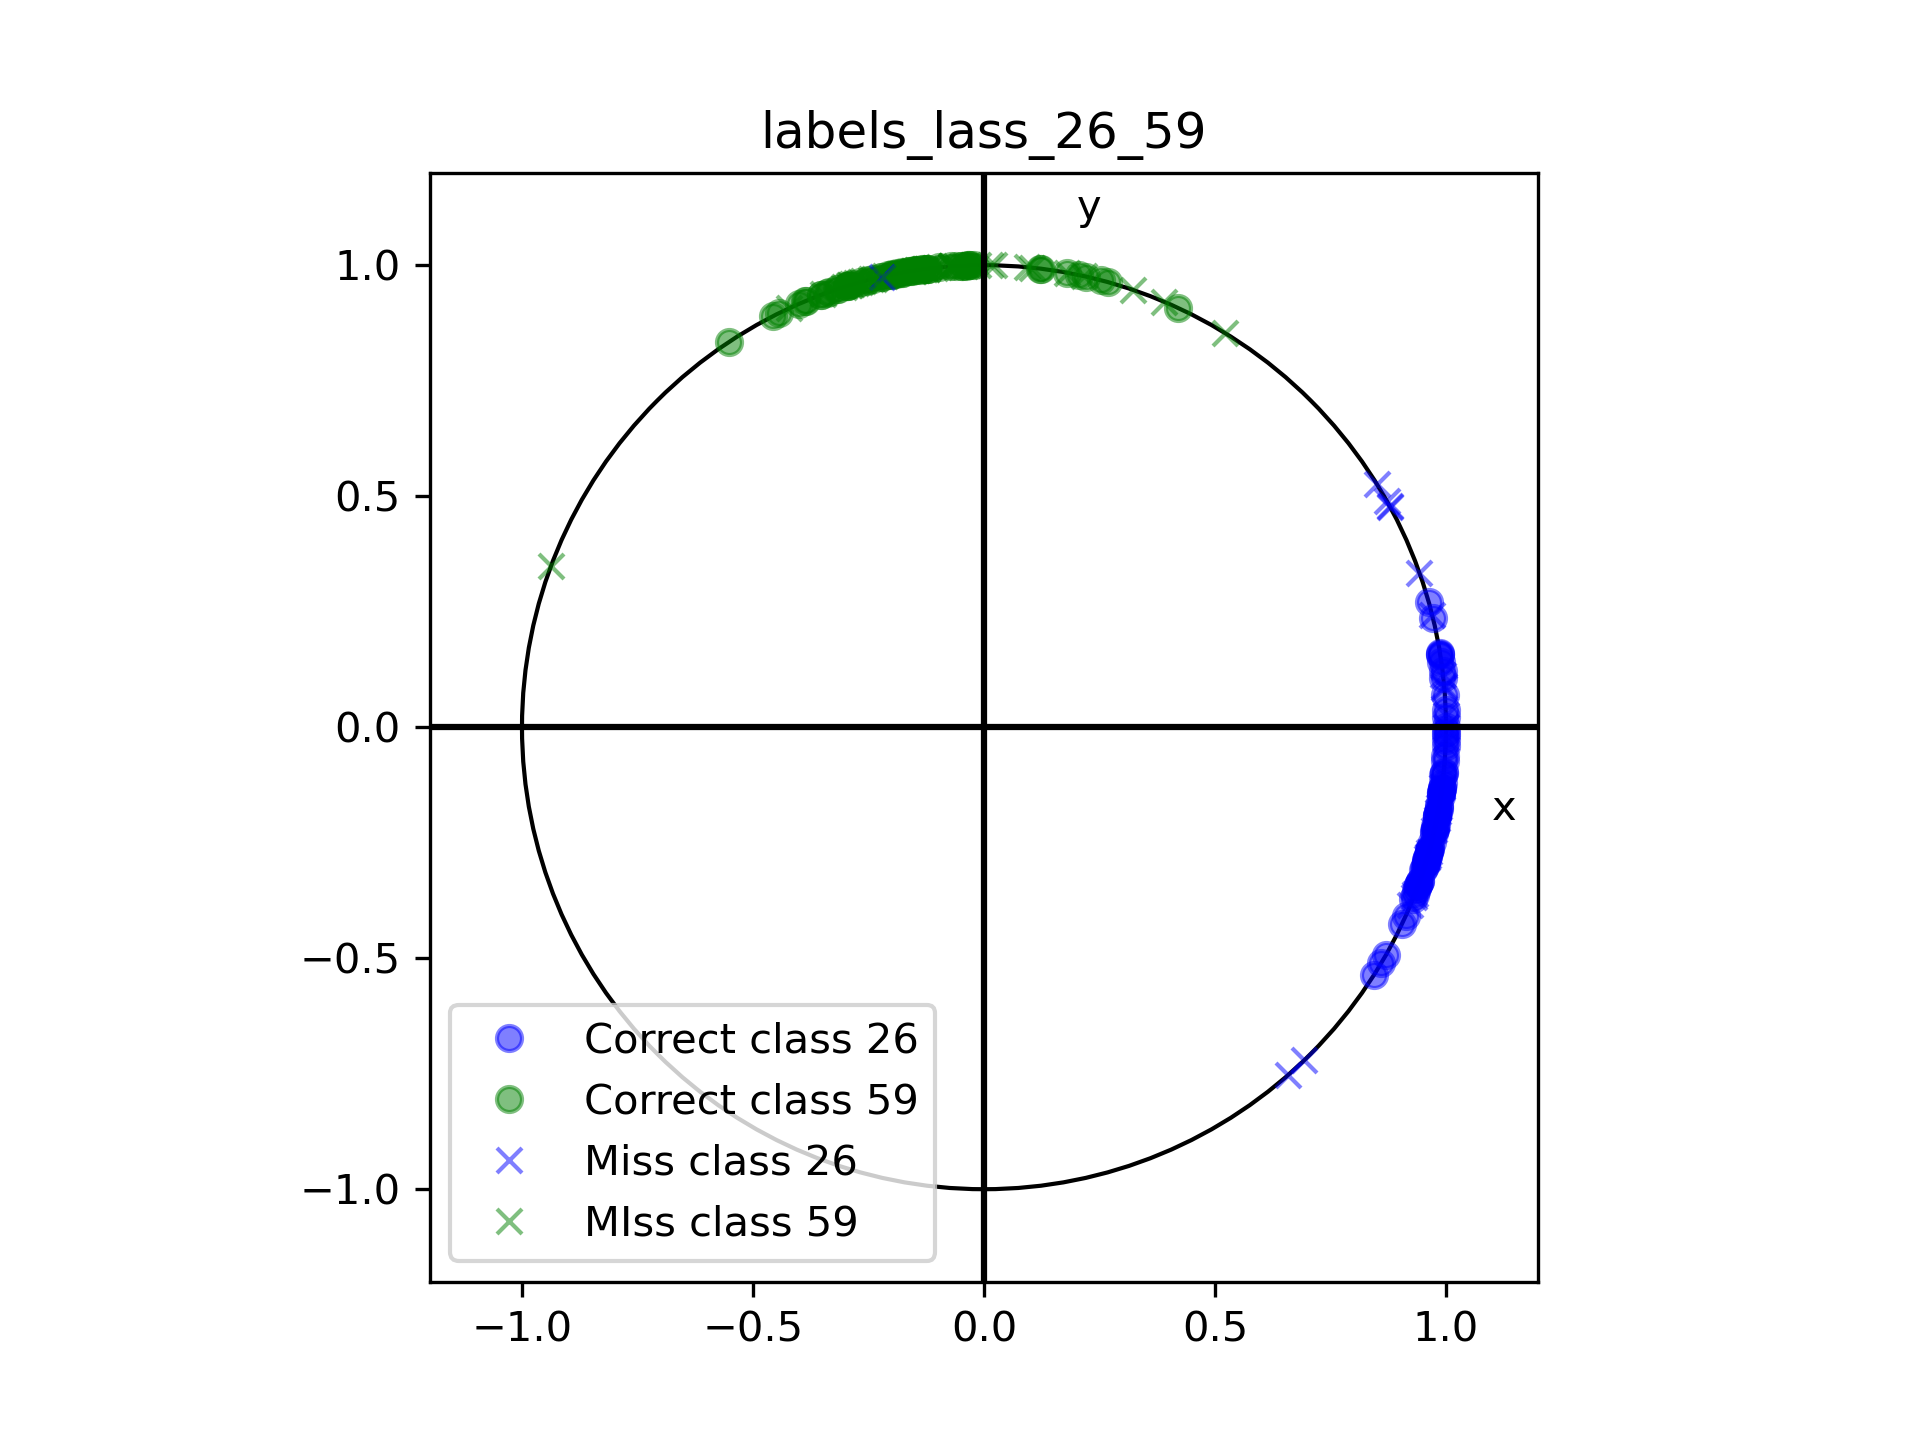 labels_lass_26_59
y
1.0
0.5
0.0
x
−0.5
−1.0
Correct class 26
Correct class 59
Miss class 26
MIss class 59
−1.0 −0.5 0.0 0.5 1.0